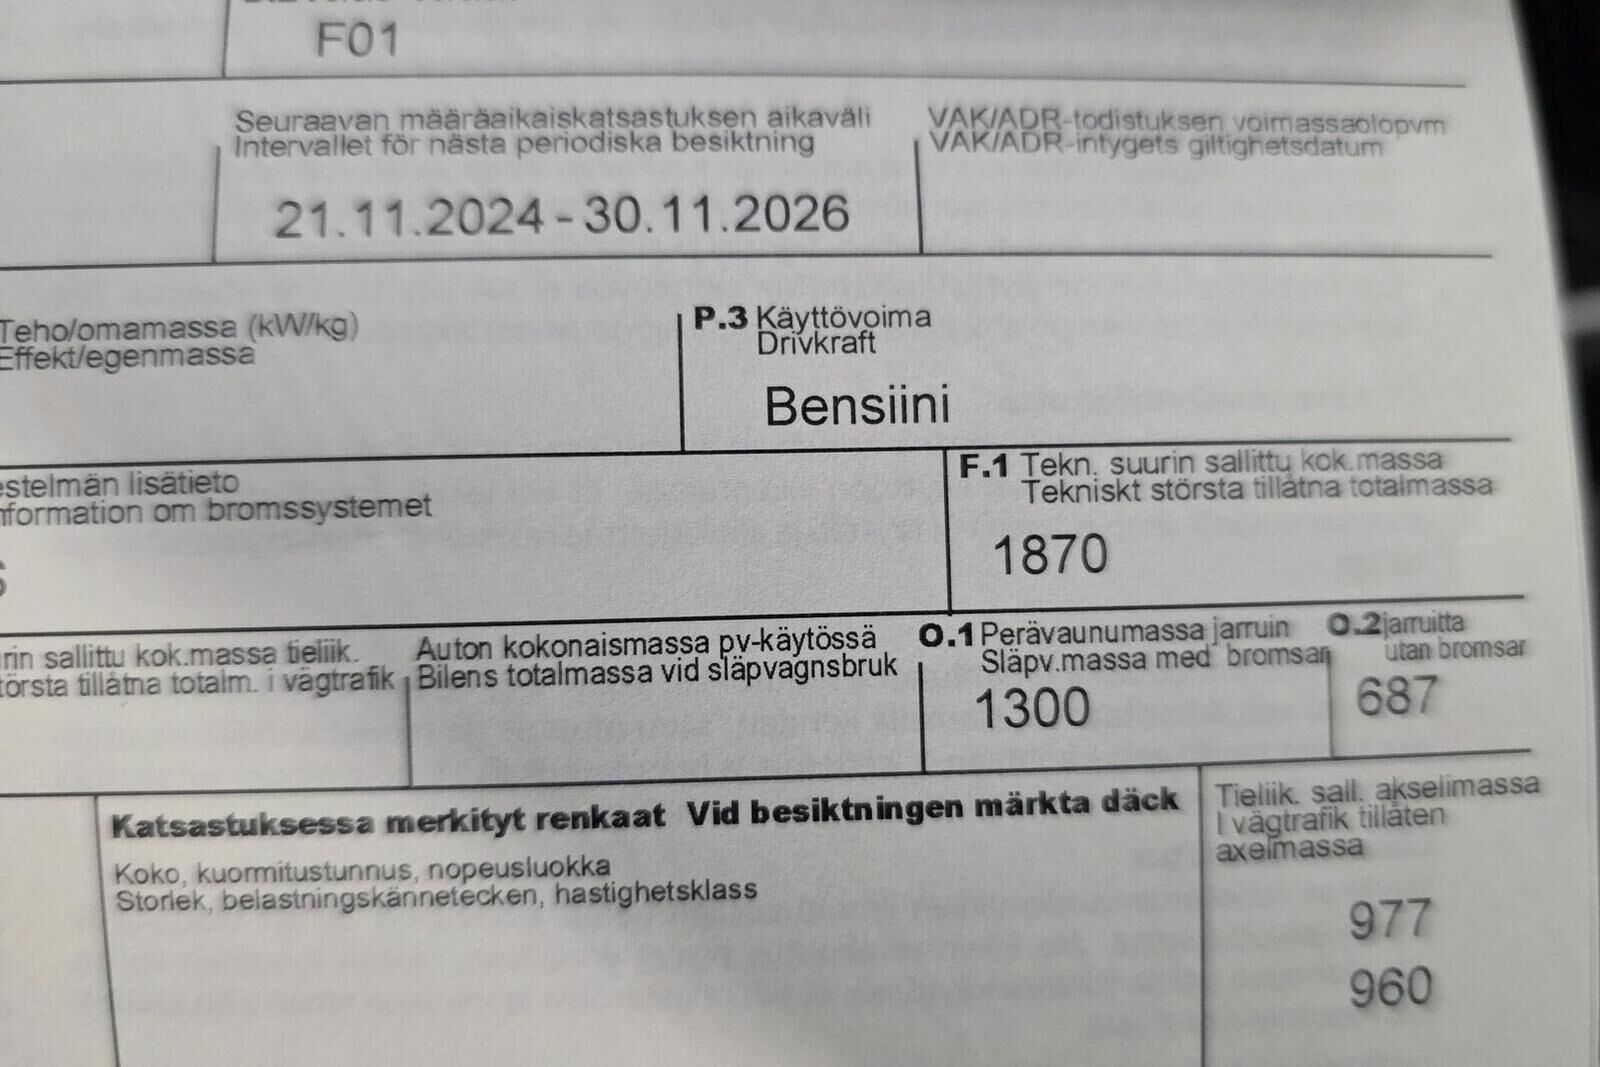 F01
Seuraavan määräaikaiskatsastuksen aikaväli
Intervallet för nästa periodiska besiktning
21.11.2024 - 30.11.2026
VAK/ADR-todistuksen voimassaolopvm
VAK/ADR-intygets giltighetsdatum
Teho/omamassa (kW/kg)
Effekt/egenmassa
P.3 Käyttövoima
Drivkraft
Bensiini
estelmän lisätieto
nformation om bromssystemet
F.1 Tekn. suurin sallittu kok.massa
Tekniskt största tillåtna totalmassa
1870
rin sallittu kok.massa tieliik.
törsta tillåtna totalm. i vägtrafik
Auton kokonaismassa pv-käytössä
Bilens totalmassa vid släpvagnsbruk
O.1 Perävaunumassa jarruin
Släpv.massa med bromsar
1300
O.2 jarruitta
utan bromsar
687
Katsastuksessa merkityt renkaat Vid besiktningen märkta däck
Koko, kuormitustunnus, nopeusluokka
Storlek, belastningskännetecken, hastighetsklass
Tieliik. sall. akselimassa
I vägtrafik tillåten
axelmassa
977
960